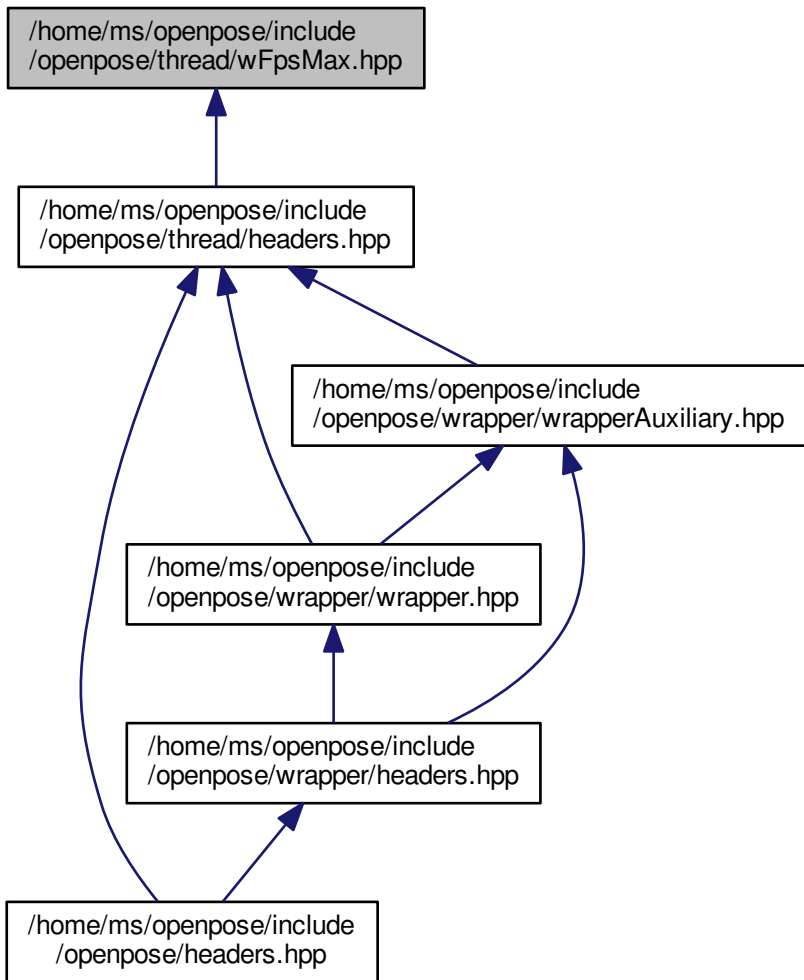 /home/ms/openpose/include
/openpose/thread/wFpsMax.hpp
/home/ms/openpose/include
/openpose/thread/headers.hpp
/home/ms/openpose/include
/openpose/wrapper/wrapperAuxiliary.hpp
/home/ms/openpose/include
/openpose/wrapper/wrapper.hpp
/home/ms/openpose/include
/openpose/wrapper/headers.hpp
/home/ms/openpose/include
/openpose/headers.hpp